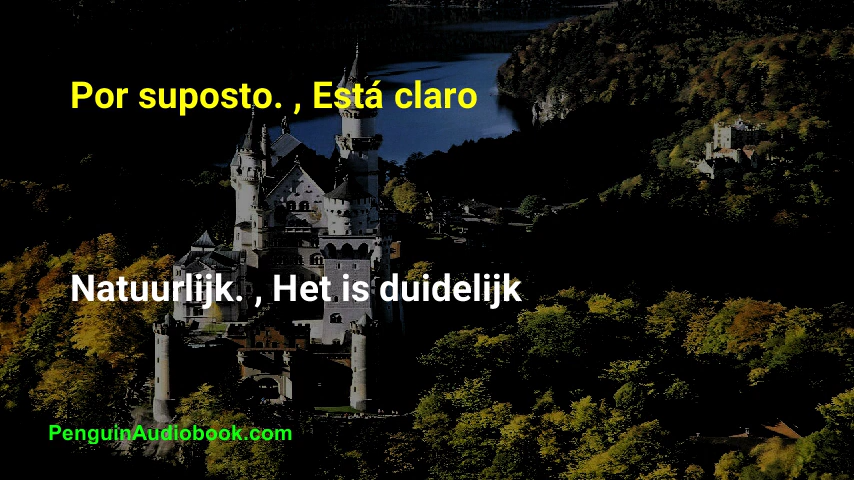 Por suposto. , Está claro
Natuurlijk. , Het is duidelijk
PenguinAudiobook.com